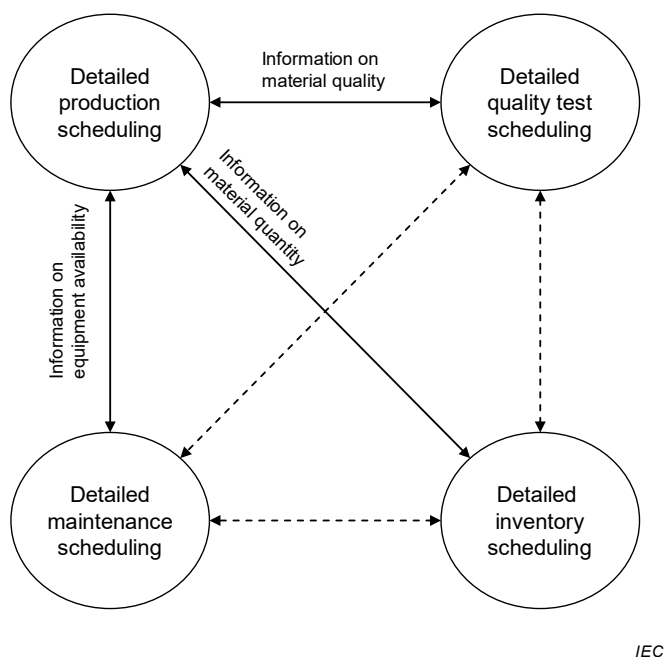 Detailed
production
scheduling
Information on
material quality
Detailed
quality test
scheduling
Information on
material quantity
Information on
equipment availability
Detailed
maintenance
scheduling
Detailed
inventory
scheduling
IEC